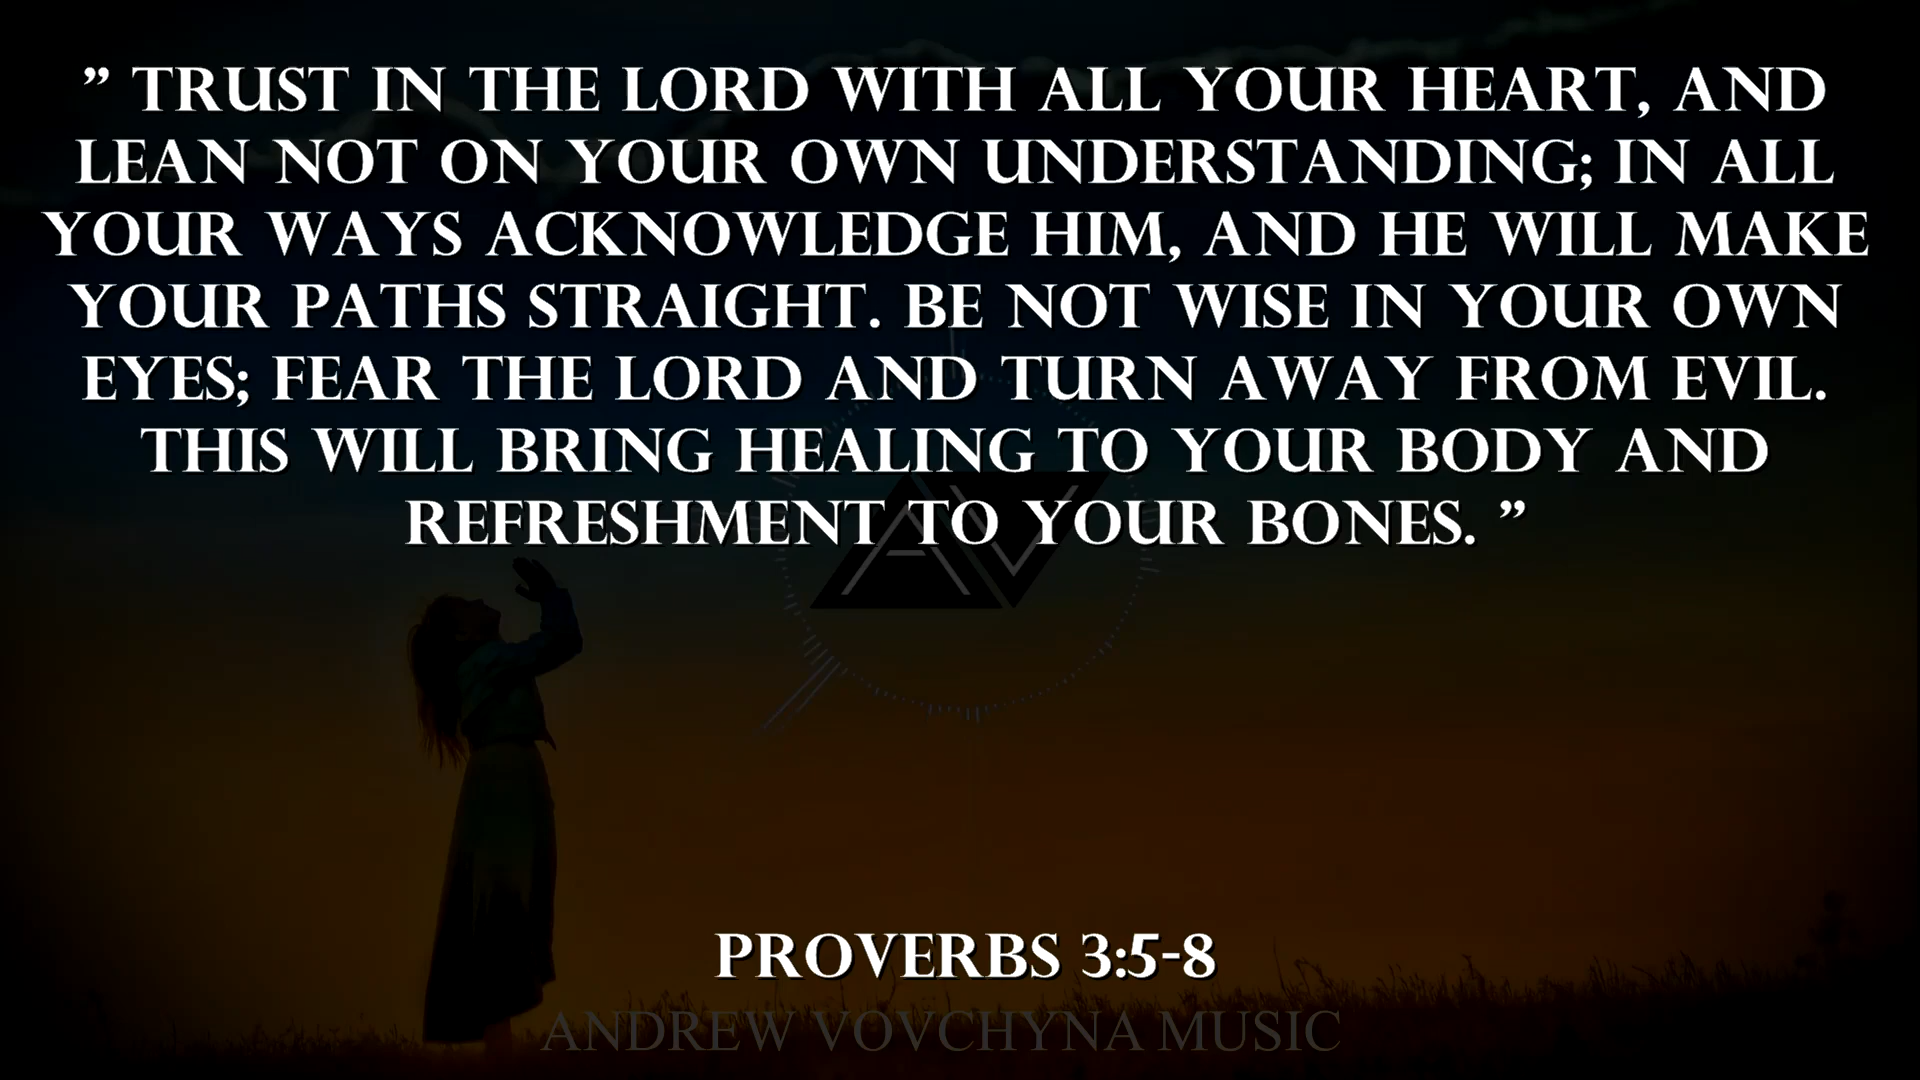 ” TRUST IN THE LORD WITH ALL YOUR HEART, AND
LEAN NOT ON YOUR OWN UNDERSTANDING; IN ALL
YOUR WAYS ACKNOWLEDGE HIM, AND HE WILL MAKE
YOUR PATHS STRAIGHT. BE NOT WISE IN YOUR OWN
EYES; FEAR THE LORD AND TURN AWAY FROM EVIL.
THIS WILL BRING HEALING TO YOUR BODY AND
REFRESHMENT TO YOUR BONES. ”
AV
PROVERBS 3:5-8
ANDREW VOVCHYNA MUSIC